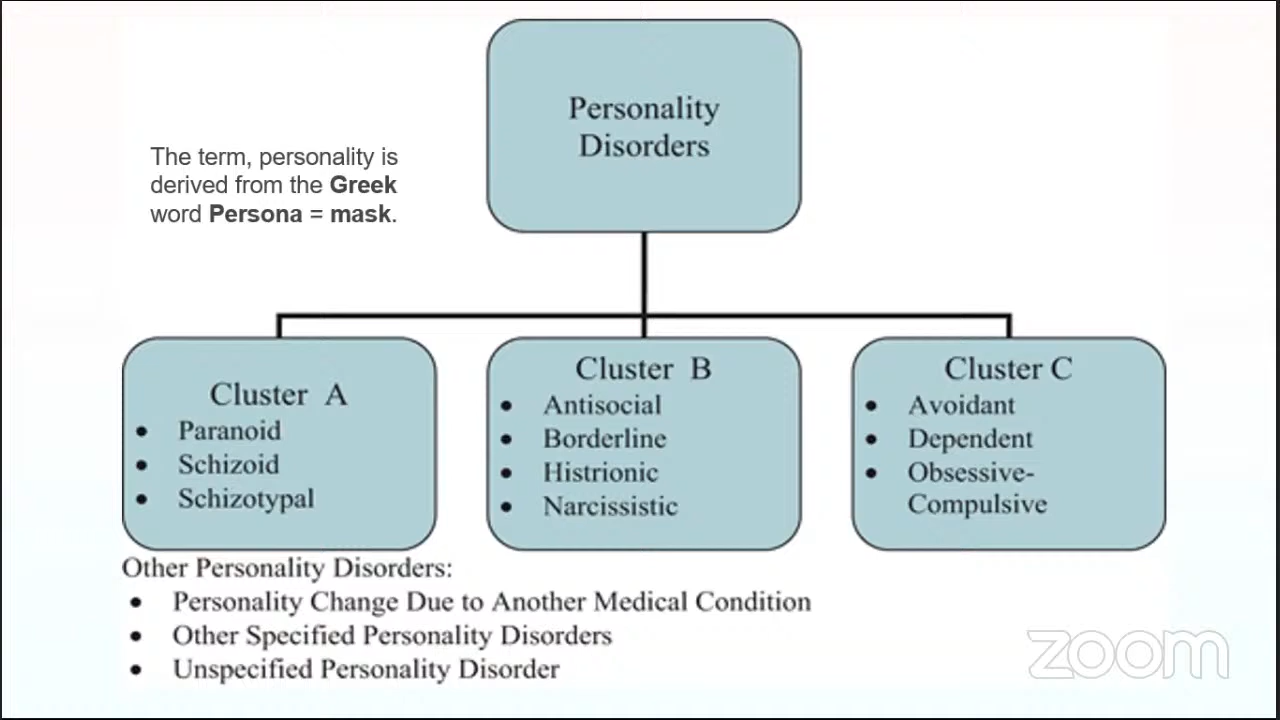 Personality
Disorders
The term, personality is
derived from the Greek
word Persona = mask.
Cluster A
• Paranoid
• Schizoid
• Schizotypal
Cluster B
• Antisocial
• Borderline
• Histrionic
• Narcissistic
Cluster C
• Avoidant
• Dependent
• Obsessive-
Compulsive
Other Personality Disorders:
• Personality Change Due to Another Medical Condition
• Other Specified Personality Disorders
• Unspecified Personality Disorder
zoom